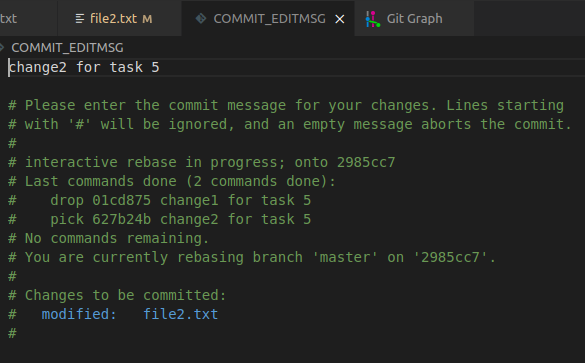 txt file2.txt M COMMIT_EDITMSG × Git Graph
COMMIT_EDITMSG
change2 for task 5
# Please enter the commit message for your changes. Lines starting
# with '#' will be ignored, and an empty message aborts the commit.
#
# interactive rebase in progress; onto 2985cc7
# Last commands done (2 commands done):
#    drop 01cd875 change1 for task 5
#    pick 627b24b change2 for task 5
# No commands remaining.
# You are currently rebasing branch 'master' on '2985cc7'.
#
# Changes to be committed:
#   modified:   file2.txt
#